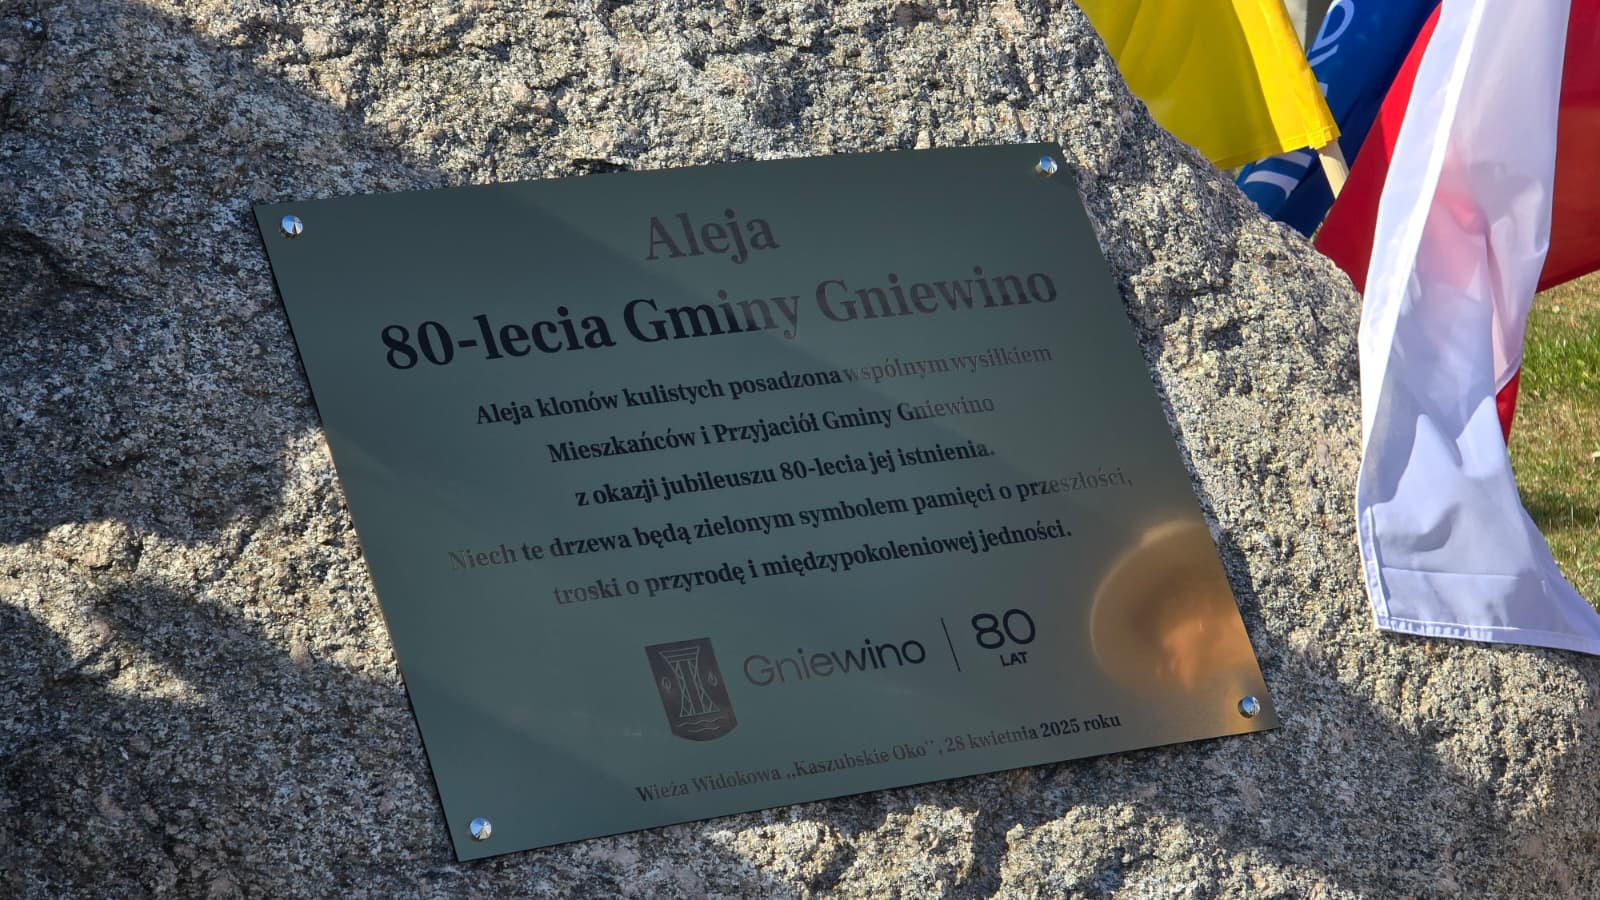 Aleja
80-lecia Gminy Gniewino
Aleja klonów kulistych posadzona wspólnym wysiłkiem
Mieszkańców i Przyjaciół Gminy Gniewino
z okazji jubileuszu 80-lecia jej istnienia.
Niech te drzewa będą zielonym symbolem pamięci o przeszłości,
troski o przyrodę i międzypokoleniowej jedności.
Gniewino | 80
LAT
Wieża Widokowa ,,Kaszubskie Oko'', 28 kwietnia 2025 roku